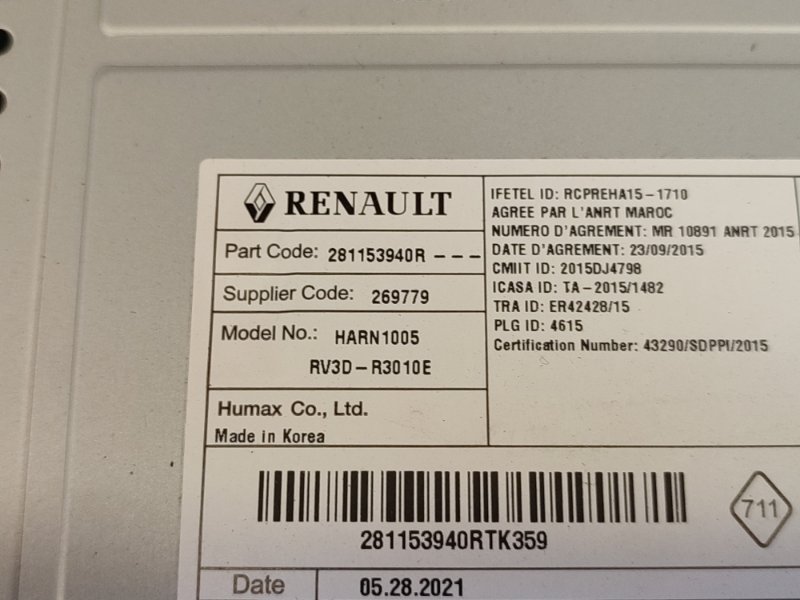 RENAULT
Part Code: 281153940R ---
Supplier Code: 269779
Model No.: HARN1005
RV3D-R3010E
Humax Co., Ltd.
Made in Korea
IFETEL ID: RCPREHA15-1710
AGREE PAR L'ANRT MAROC
NUMERO D'AGREMENT: MR 10891 ANRT 2015
DATE D'AGREMENT: 23/09/2015
CMIIT ID: 2015DJ4798
ICASA ID: TA-2015/1482
TRA ID: ER42428/15
PLG ID: 4615
Certification Number: 43290/SDPPI/2015
711
281153940RTK359
Date 05.28.2021